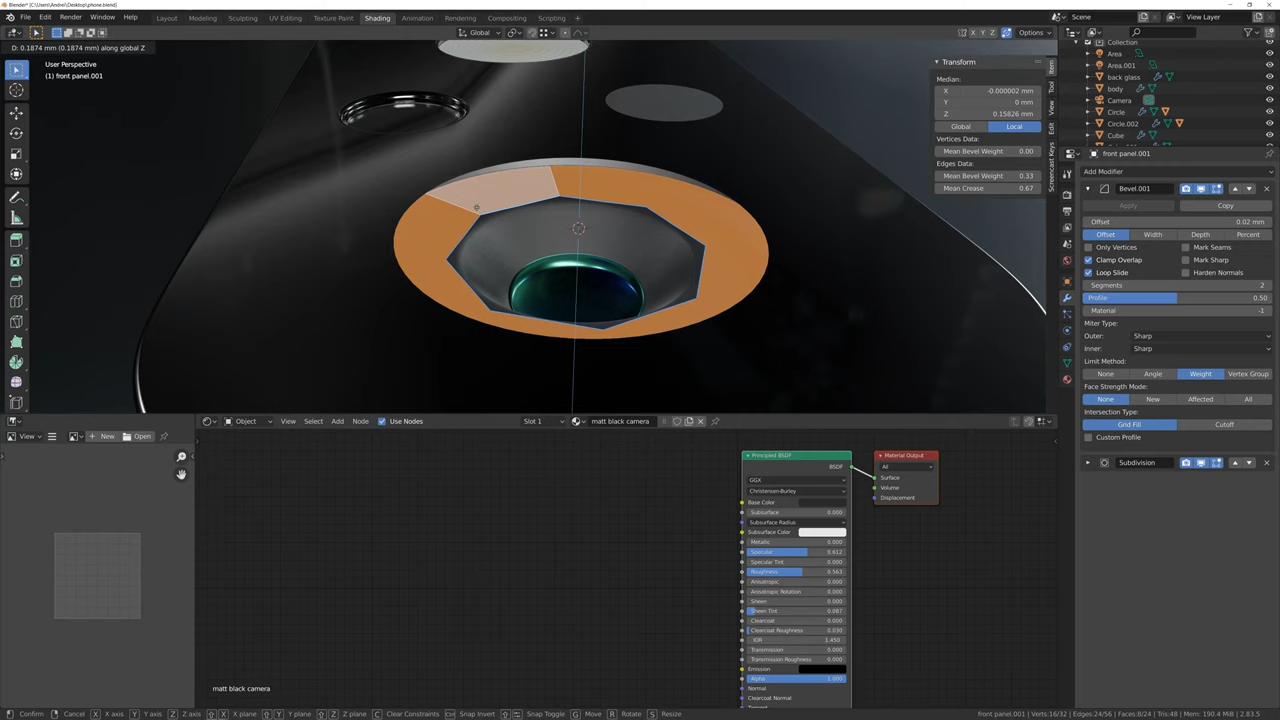 Blender* [C:\Users\Andrei\Desktop\phone.blend]
File Edit Render Window Help Layout Modeling Sculpting UV Editing Texture Paint Shading Animation Rendering Compositing Scripting
Scene View Layer
Global Options
D: 0.1874 mm (0.1874 mm) along global Z
User Perspective
(1) front panel.001
Transform
Median:
X -0.000002 mm
Y 0 mm
Z 0.15826 mm
Global Local
Vertices Data:
Mean Bevel Weight 0.00
Edges Data:
Mean Bevel Weight 0.33
Mean Crease 0.67
Item
Tool
View
Edit
Screencast Keys
Collection
Area
Area.001
back glass
body
Camera
Circle
Circle.002
Cube
front panel.001
Add Modifier
Bevel.001
Apply Copy
Offset 0.02 mm
Offset Width Depth Percent
Only Vertices Mark Seams
Clamp Overlap Mark Sharp
Loop Slide Harden Normals
Segments 2
Profile 0.50
Material -1
Miter Type:
Outer: Sharp
Inner: Sharp
Limit Method:
None Angle Weight Vertex Group
Face Strength Mode:
None New Affected All
Intersection Type:
Grid Fill Cutoff
Custom Profile
Subdivision
View New Open
Object View Select Add Node Use Nodes Slot 1 matt black camera
Principled BSDF
BSDF
GGX
Christensen-Burley
Base Color
Subsurface 0.000
Subsurface Radius
Subsurface Color
Metallic 0.000
Specular 0.612
Specular Tint 0.000
Roughness 0.563
Anisotropic 0.000
Anisotropic Rotation 0.000
Sheen 0.000
Sheen Tint 0.087
Clearcoat 0.000
Clearcoat Roughness 0.030
IOR 1.450
Transmission 0.000
Transmission Roughness 0.000
Emission
Alpha 1.000
Normal
Clearcoat Normal
Tangent
Material Output
All
Surface
Volume
Displacement
matt black camera
Confirm Cancel X X axis Y Y axis Z Z axis X X plane Y Y plane Z Z plane C Clear Constraints Snap Invert Snap Toggle G Move R Rotate S Resize
front panel.001 | Verts:16/32 | Edges:24/56 | Faces:8/24 | Tris:48 | Mem: 190.4 MiB | 2.83.5